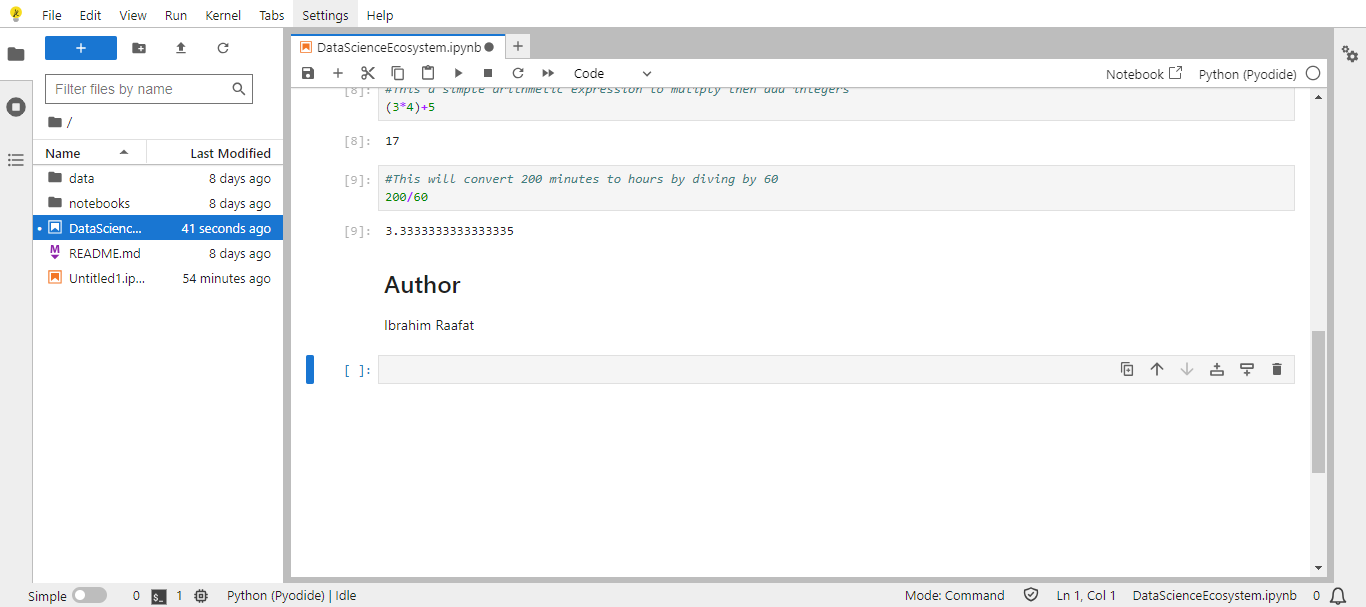 File Edit View Run Kernel Tabs Settings Help
+
Filter files by name
/
Name Last Modified
data 8 days ago
notebooks 8 days ago
DataScienc... 41 seconds ago
README.md 8 days ago
Untitled1.ip... 54 minutes ago
DataScienceEcosystem.ipynb
Code
Notebook Python (Pyodide)
[8]: #This a simple arithmetic expression to mutiply then add integers
(3*4)+5
[8]: 17
[9]: #This will convert 200 minutes to hours by diving by 60
200/60
[9]: 3.3333333333333335
Author
Ibrahim Raafat
[ ]:
Simple 0 $_ 1 Python (Pyodide) | Idle Mode: Command Ln 1, Col 1 DataScienceEcosystem.ipynb 0